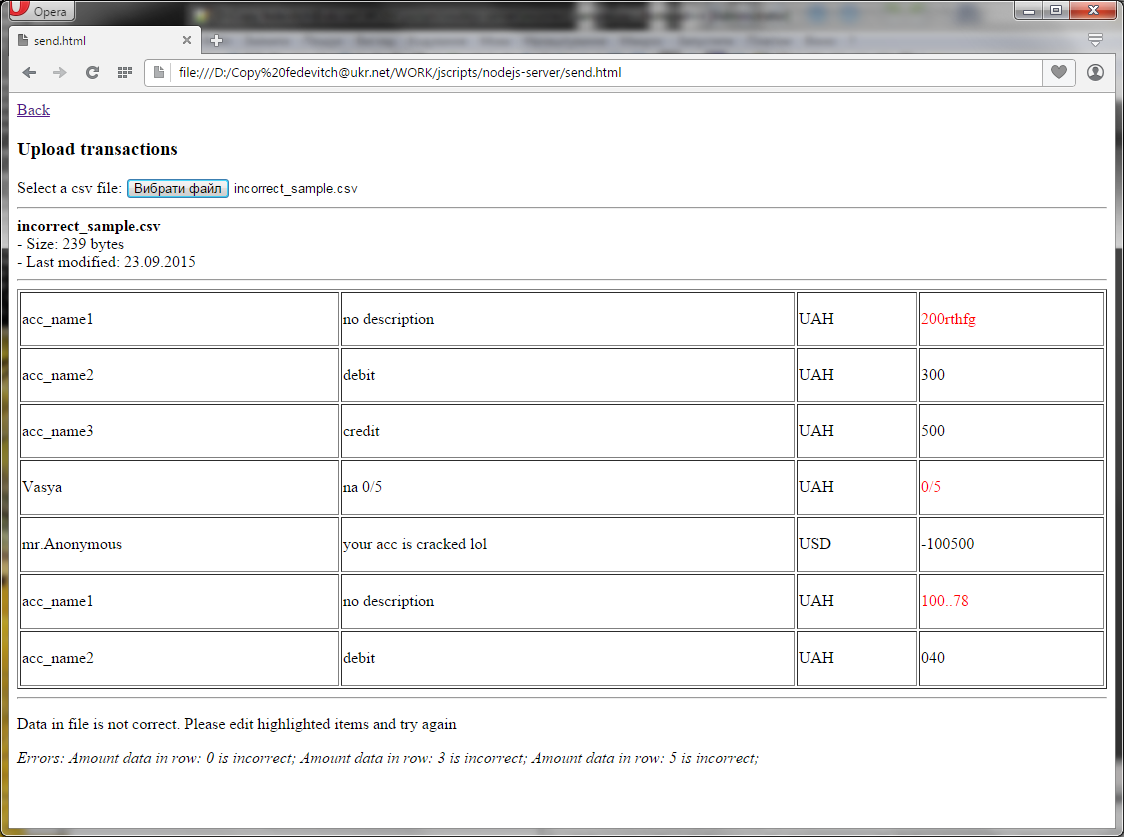 Opera
send.html
file:///D:/Copy%20fedevitch@ukr.net/WORK/jscripts/nodejs-server/send.html
Back
Upload transactions
Select a csv file: Вибрати файл incorrect_sample.csv
incorrect_sample.csv
- Size: 239 bytes
- Last modified: 23.09.2015
acc_name1 no description UAH 200rthfg
acc_name2 debit UAH 300
acc_name3 credit UAH 500
Vasya na 0/5 UAH 0/5
mr.Anonymous your acc is cracked lol USD -100500
acc_name1 no description UAH 100..78
acc_name2 debit UAH 040
Data in file is not correct. Please edit highlighted items and try again
Errors: Amount data in row: 0 is incorrect; Amount data in row: 3 is incorrect; Amount data in row: 5 is incorrect;